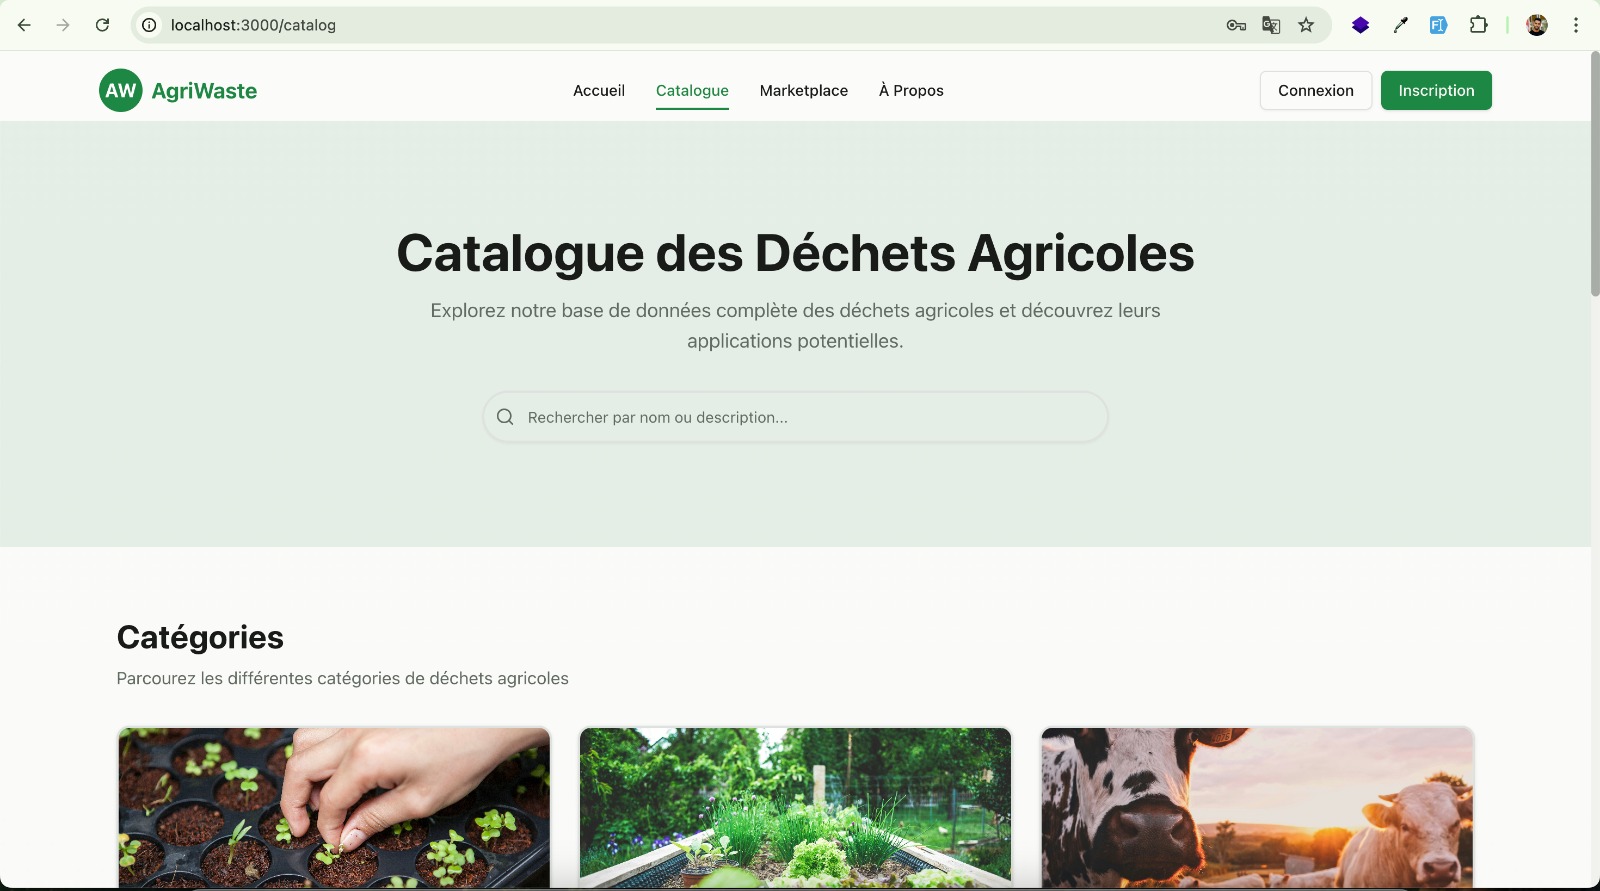 localhost:3000/catalog
AW AgriWaste
Accueil Catalogue Marketplace À Propos
Connexion Inscription
Catalogue des Déchets Agricoles
Explorez notre base de données complète des déchets agricoles et découvrez leurs
applications potentielles.
Rechercher par nom ou description...
Catégories
Parcourez les différentes catégories de déchets agricoles